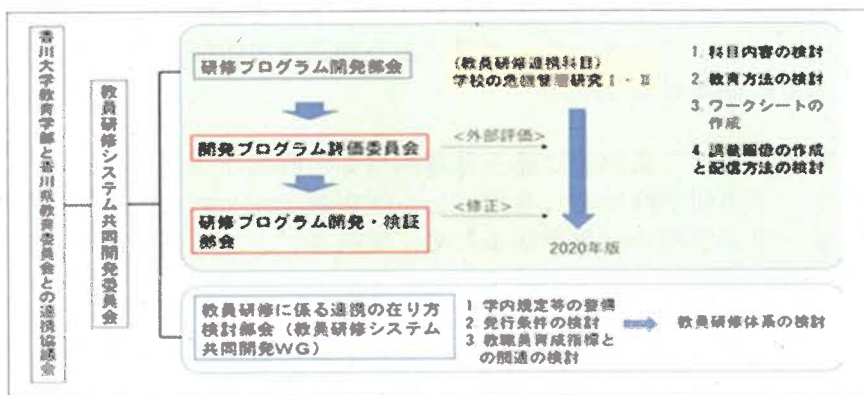 香川大学教育学部と香川県教育委員会との連携協議会
教員研修システム共同開発委員会
研修プログラム開発部会
開発プログラム評価委員会
研修プログラム開発・検証
部会
(教員研修連携科目)
学校の危機管理研究Ⅰ・Ⅱ
<外部評価>
<修正>
2020年版
1. 科目内容の検討
2. 教育方法の検討
3. ワークシートの
作成
4. 講義画像の作成
と配信方法の検討
教員研修に係る連携の在り方
検討部会（教員研修システム
共同開発WG）
1 学内規定等の整備
2 発行条件の検討
3 教職員育成指標と
の関連の検討
教員研修体系の検討